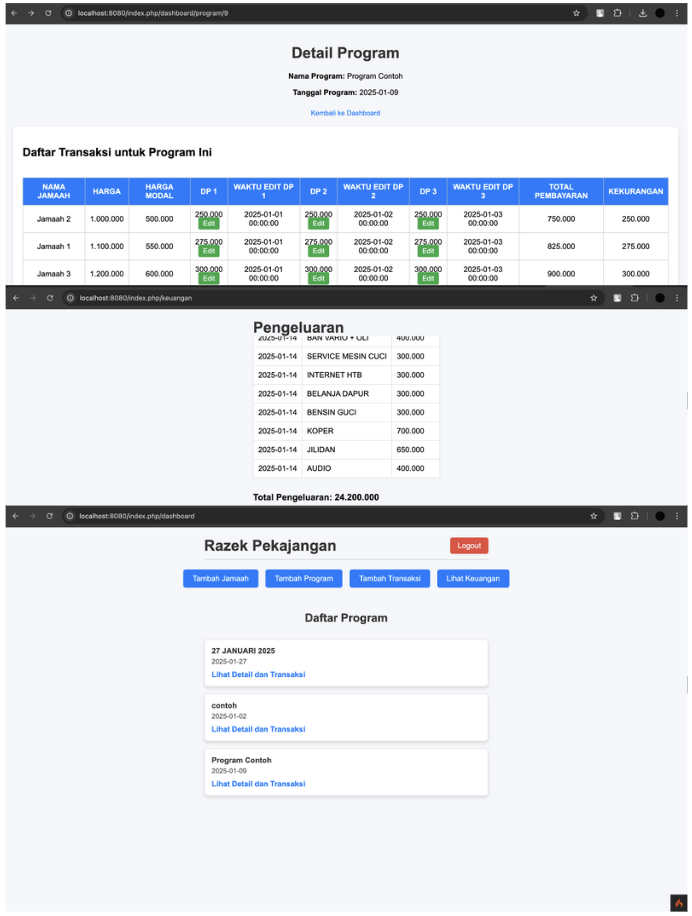 localhost:8080/index.php/dashboard/program/9
Detail Program
Nama Program: Program Contoh
Tanggal Program: 2025-01-09
Kembali ke Dashboard
Daftar Transaksi untuk Program Ini
NAMA JAMAAH HARGA HARGA MODAL DP 1 WAKTU EDIT DP 1 DP 2 WAKTU EDIT DP 2 DP 3 WAKTU EDIT DP 3 TOTAL PEMBAYARAN KEKURANGAN
Jamaah 2 1.000.000 500.000 250.000 Edit 2025-01-01 00:00:00 250.000 Edit 2025-01-02 00:00:00 250.000 Edit 2025-01-03 00:00:00 750.000 250.000
Jamaah 1 1.100.000 550.000 275.000 Edit 2025-01-01 00:00:00 275.000 Edit 2025-01-02 00:00:00 275.000 Edit 2025-01-03 00:00:00 825.000 275.000
Jamaah 3 1.200.000 600.000 300.000 Edit 2025-01-01 00:00:00 300.000 Edit 2025-01-02 00:00:00 300.000 Edit 2025-01-03 00:00:00 900.000 300.000
localhost:8080/index.php/keuangan
Pengeluaran
2025-01-14 BAN VARIO + OLI 400.000
2025-01-14 SERVICE MESIN CUCI 300.000
2025-01-14 INTERNET HTB 300.000
2025-01-14 BELANJA DAPUR 300.000
2025-01-14 BENSIN GUCI 300.000
2025-01-14 KOPER 700.000
2025-01-14 JILIDAN 650.000
2025-01-14 AUDIO 400.000
Total Pengeluaran: 24.200.000
localhost:8080/index.php/dashboard
Razek Pekajangan
Logout
Tambah Jamaah Tambah Program Tambah Transaksi Lihat Keuangan
Daftar Program
27 JANUARI 2025
2025-01-27
Lihat Detail dan Transaksi
contoh
2025-01-02
Lihat Detail dan Transaksi
Program Contoh
2025-01-09
Lihat Detail dan Transaksi